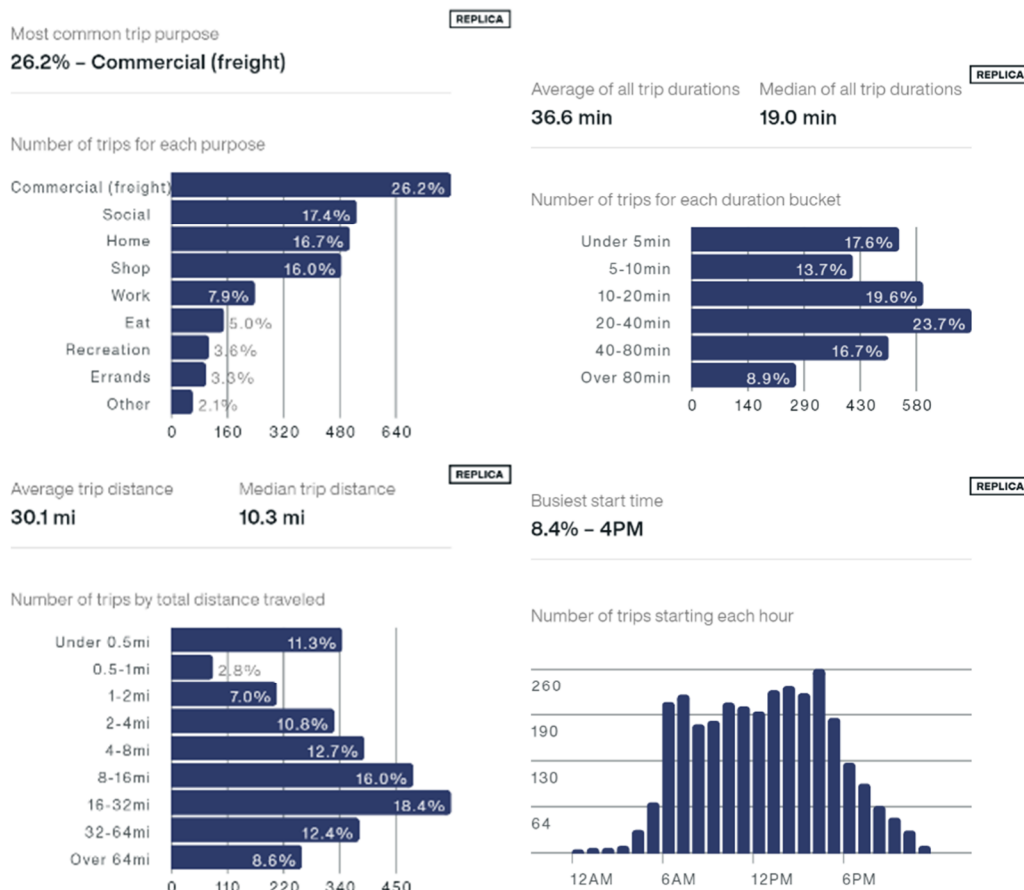 REPLICA
Most common trip purpose
26.2% – Commercial (freight)
Number of trips for each purpose
Commercial (freight) 26.2%
Social 17.4%
Home 16.7%
Shop 16.0%
Work 7.9%
Eat 5.0%
Recreation 3.6%
Errands 3.3%
Other 2.1%
0 160 320 480 640
REPLICA
Average of all trip durations Median of all trip durations
36.6 min 19.0 min
Number of trips for each duration bucket
Under 5min 17.6%
5-10min 13.7%
10-20min 19.6%
20-40min 23.7%
40-80min 16.7%
Over 80min 8.9%
0 140 290 430 580
REPLICA
Average trip distance Median trip distance
30.1 mi 10.3 mi
Number of trips by total distance traveled
Under 0.5mi 11.3%
0.5-1mi 2.8%
1-2mi 7.0%
2-4mi 10.8%
4-8mi 12.7%
8-16mi 16.0%
16-32mi 18.4%
32-64mi 12.4%
Over 64mi 8.6%
0 110 220 340 450
REPLICA
Busiest start time
8.4% – 4PM
Number of trips starting each hour
260
190
130
64
12AM 6AM 12PM 6PM